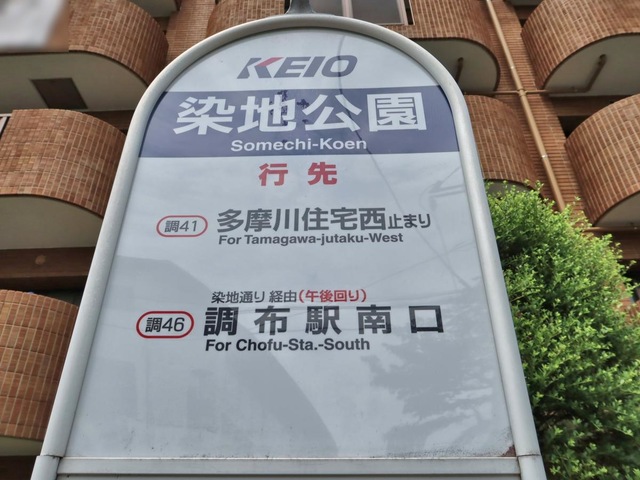 KEIO
染地公園
Somechi-Koen
行先
調41 多摩川住宅西止まり
For Tamagawa-jutaku-West
染地通り 経由(午後回り)
調46 調布駅南口
For Chofu-Sta.-South